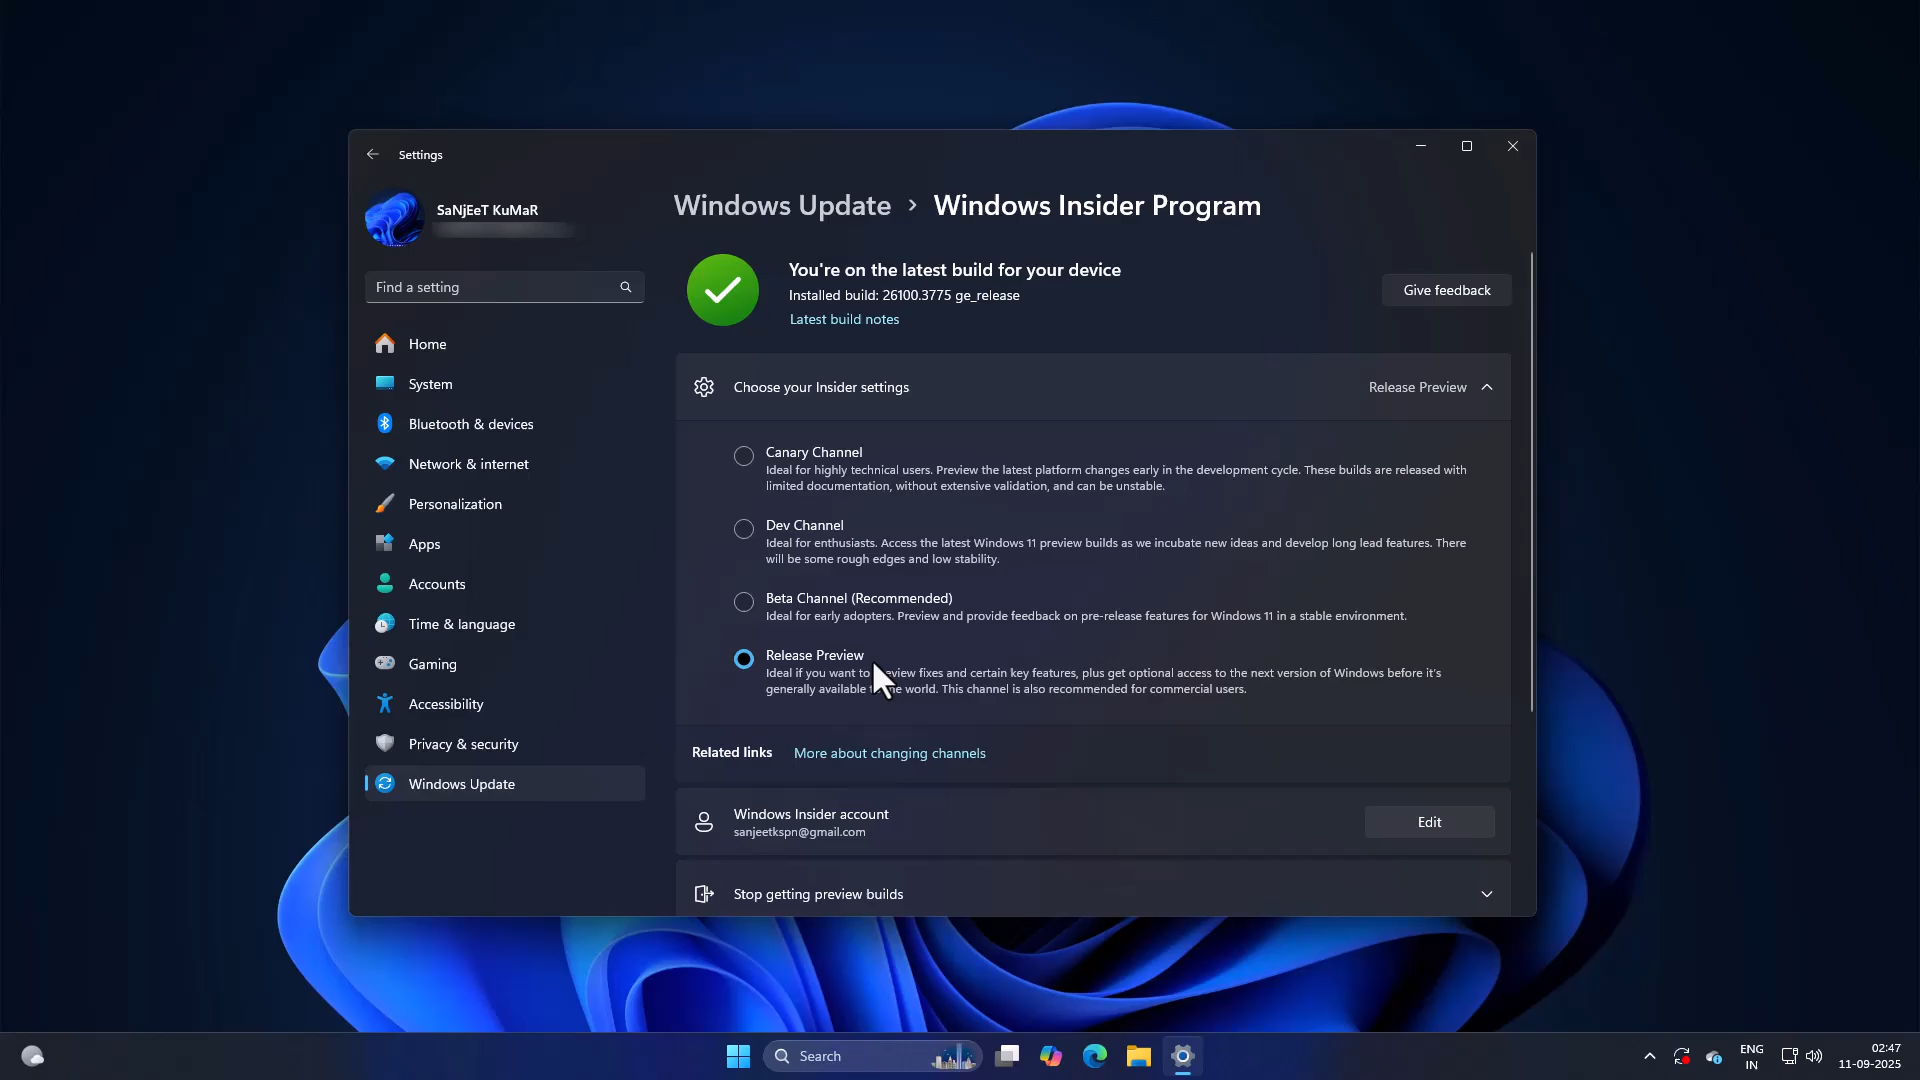 Settings
SaNjEeT KuMaR
Find a setting
Home
System
Bluetooth & devices
Network & internet
Personalization
Apps
Accounts
Time & language
Gaming
Accessibility
Privacy & security
Windows Update
Windows Update > Windows Insider Program
You're on the latest build for your device
Installed build: 26100.3775 ge_release
Latest build notes
Give feedback
Choose your Insider settings
Release Preview
Canary Channel
Ideal for highly technical users. Preview the latest platform changes early in the development cycle. These builds are released with
limited documentation, without extensive validation, and can be unstable.
Dev Channel
Ideal for enthusiasts. Access the latest Windows 11 preview builds as we incubate new ideas and develop long lead features. There
will be some rough edges and low stability.
Beta Channel (Recommended)
Ideal for early adopters. Preview and provide feedback on pre-release features for Windows 11 in a stable environment.
Release Preview
Ideal if you want to view fixes and certain key features, plus get optional access to the next version of Windows before it's
generally available world. This channel is also recommended for commercial users.
Related links More about changing channels
Windows Insider account
sanjeetkspn@gmail.com
Edit
Stop getting preview builds
Search
ENG
IN
02:47
11-09-2025